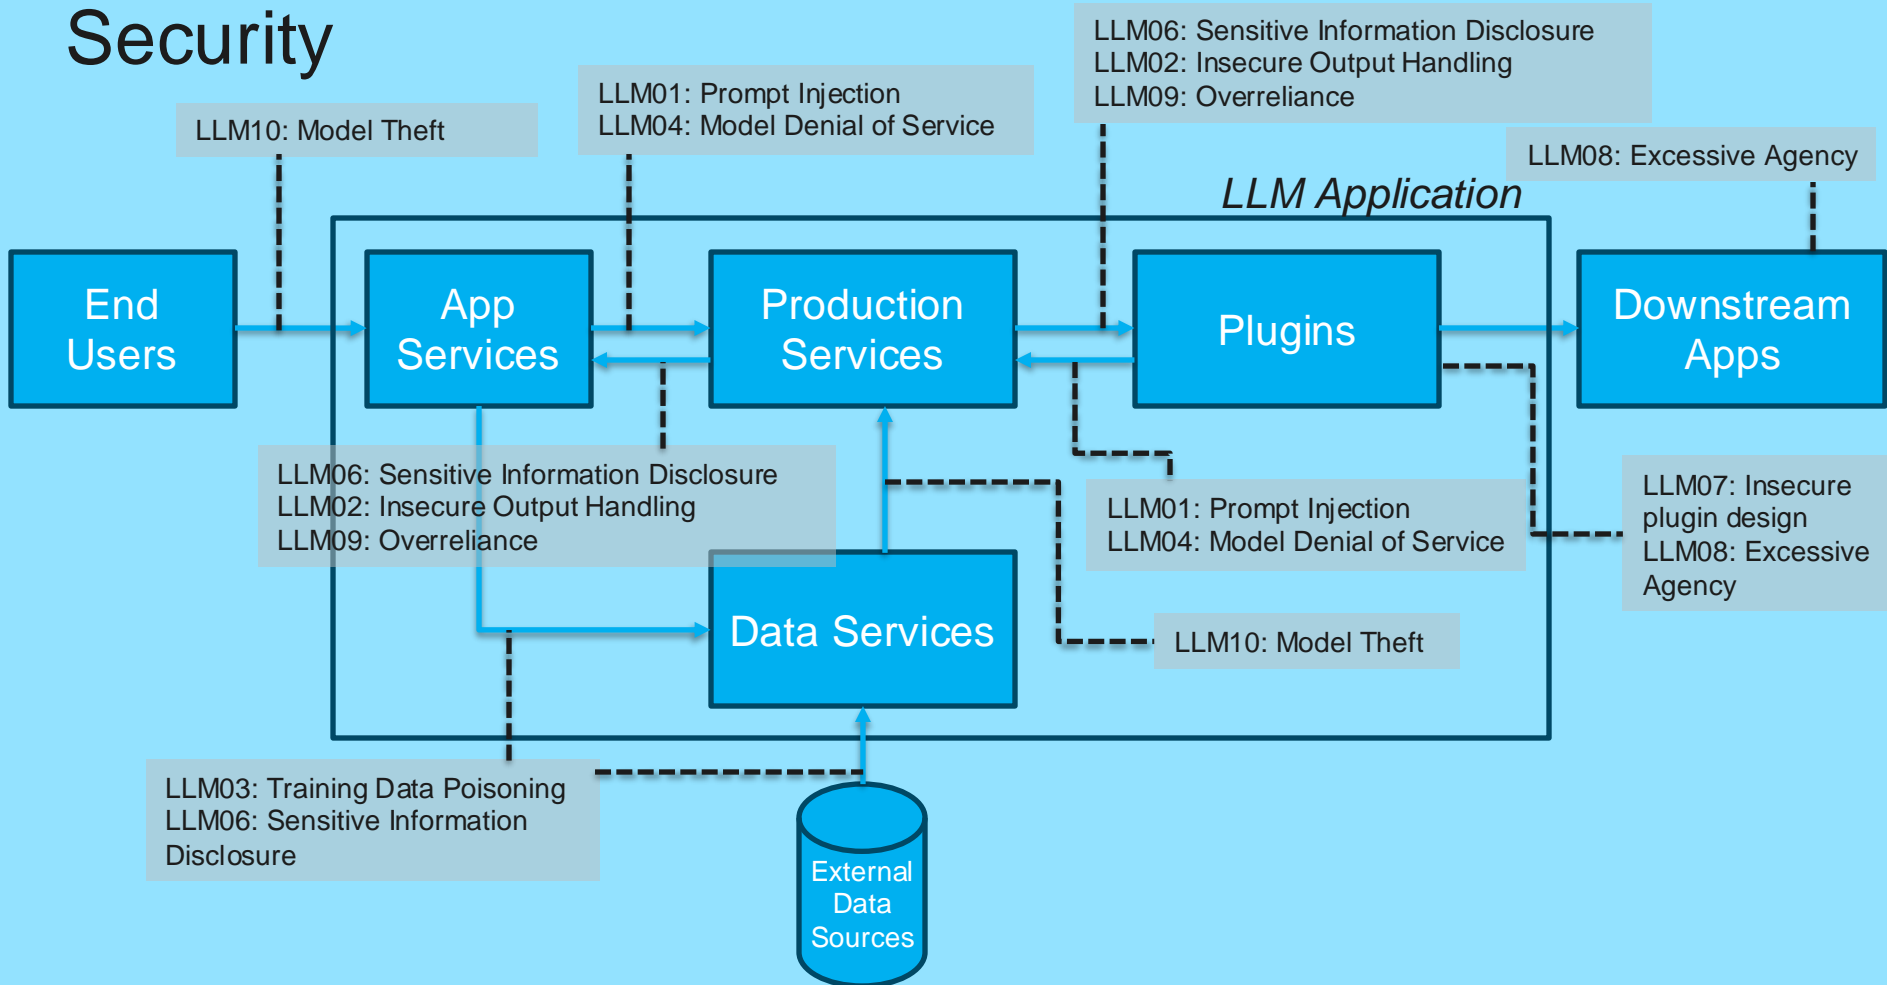 Security
LLM06: Sensitive Information Disclosure
LLM02: Insecure Output Handling
LLM09: Overreliance
LLM01: Prompt Injection
LLM04: Model Denial of Service
LLM10: Model Theft
LLM08: Excessive Agency
LLM Application
End
Users
App
Services
Production
Services
Plugins
Downstream
Apps
LLM06: Sensitive Information Disclosure
LLM02: Insecure Output Handling
LLM09: Overreliance
LLM01: Prompt Injection
LLM04: Model Denial of Service
LLM07: Insecure
plugin design
LLM08: Excessive
Agency
Data Services
LLM10: Model Theft
LLM03: Training Data Poisoning
LLM06: Sensitive Information
Disclosure
External
Data
Sources